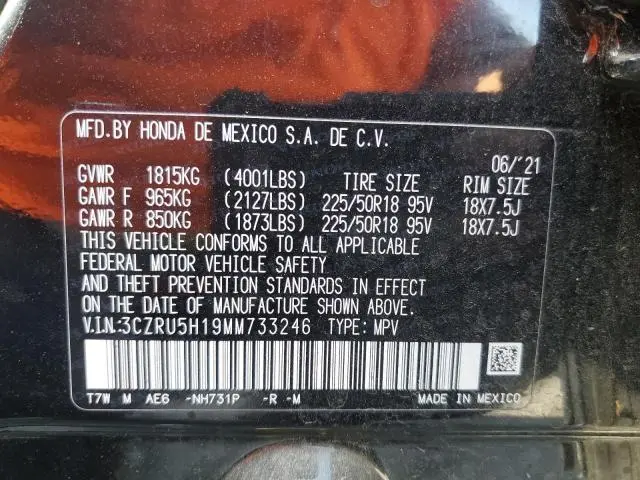 MFD.BY HONDA DE MEXICO S.A. DE C.V.
06/'21
GVWR 1815KG (4001LBS) TIRE SIZE RIM SIZE
GAWR F 965KG (2127LBS) 225/50R18 95V 18X7.5J
GAWR R 850KG (1873LBS) 225/50R18 95V 18X7.5J
THIS VEHICLE CONFORMS TO ALL APPLICABLE
FEDERAL MOTOR VEHICLE SAFETY
AND THEFT PREVENTION STANDARDS IN EFFECT
ON THE DATE OF MANUFACTURE SHOWN ABOVE.
V.I.N.:3CZRU5H19MM733246 TYPE: MPV
T7W M AE6 -NH731P -R -M MADE IN MEXICO